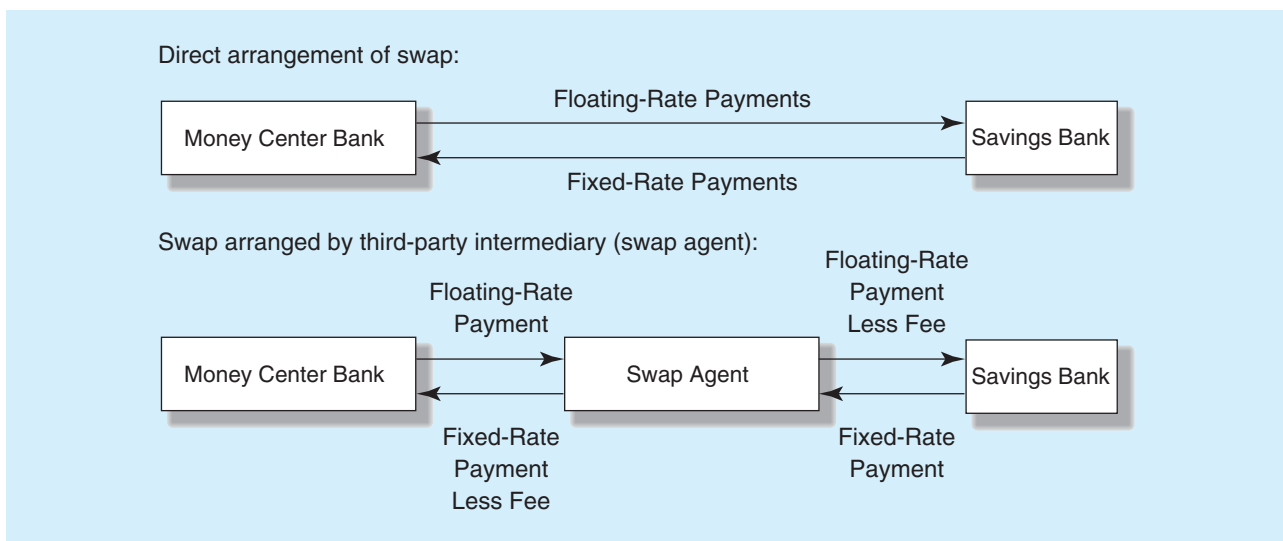 Direct arrangement of swap:
Floating-Rate Payments
Money Center Bank
Savings Bank
Fixed-Rate Payments
Swap arranged by third-party intermediary (swap agent):
Floating-Rate
Payment
Floating-Rate
Payment
Less Fee
Money Center Bank
Swap Agent
Savings Bank
Fixed-Rate
Payment
Less Fee
Fixed-Rate
Payment